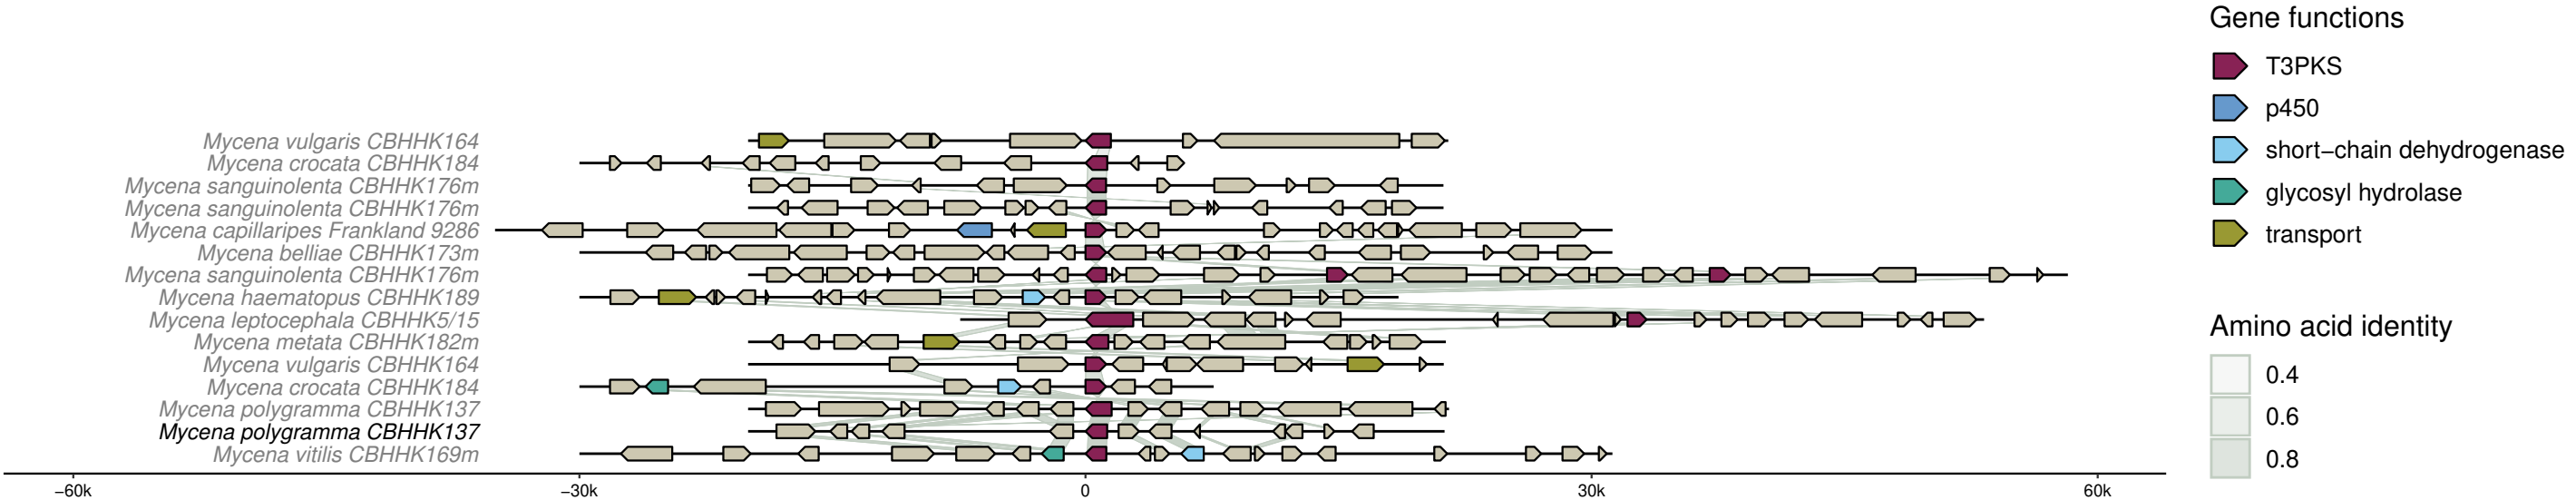 Gene functions
T3PKS
p450
short−chain dehydrogenase
glycosyl hydrolase
transport
Amino acid identity
0.4
0.6
0.8
Mycena vulgaris CBHHK164
Mycena crocata CBHHK184
Mycena sanguinolenta CBHHK176m
Mycena sanguinolenta CBHHK176m
Mycena capillaripes Frankland 9286
Mycena belliae CBHHK173m
Mycena sanguinolenta CBHHK176m
Mycena haematopus CBHHK189
Mycena leptocephala CBHHK5/15
Mycena metata CBHHK182m
Mycena vulgaris CBHHK164
Mycena crocata CBHHK184
Mycena polygramma CBHHK137
Mycena polygramma CBHHK137
Mycena vitilis CBHHK169m
−60k −30k 0 30k 60k